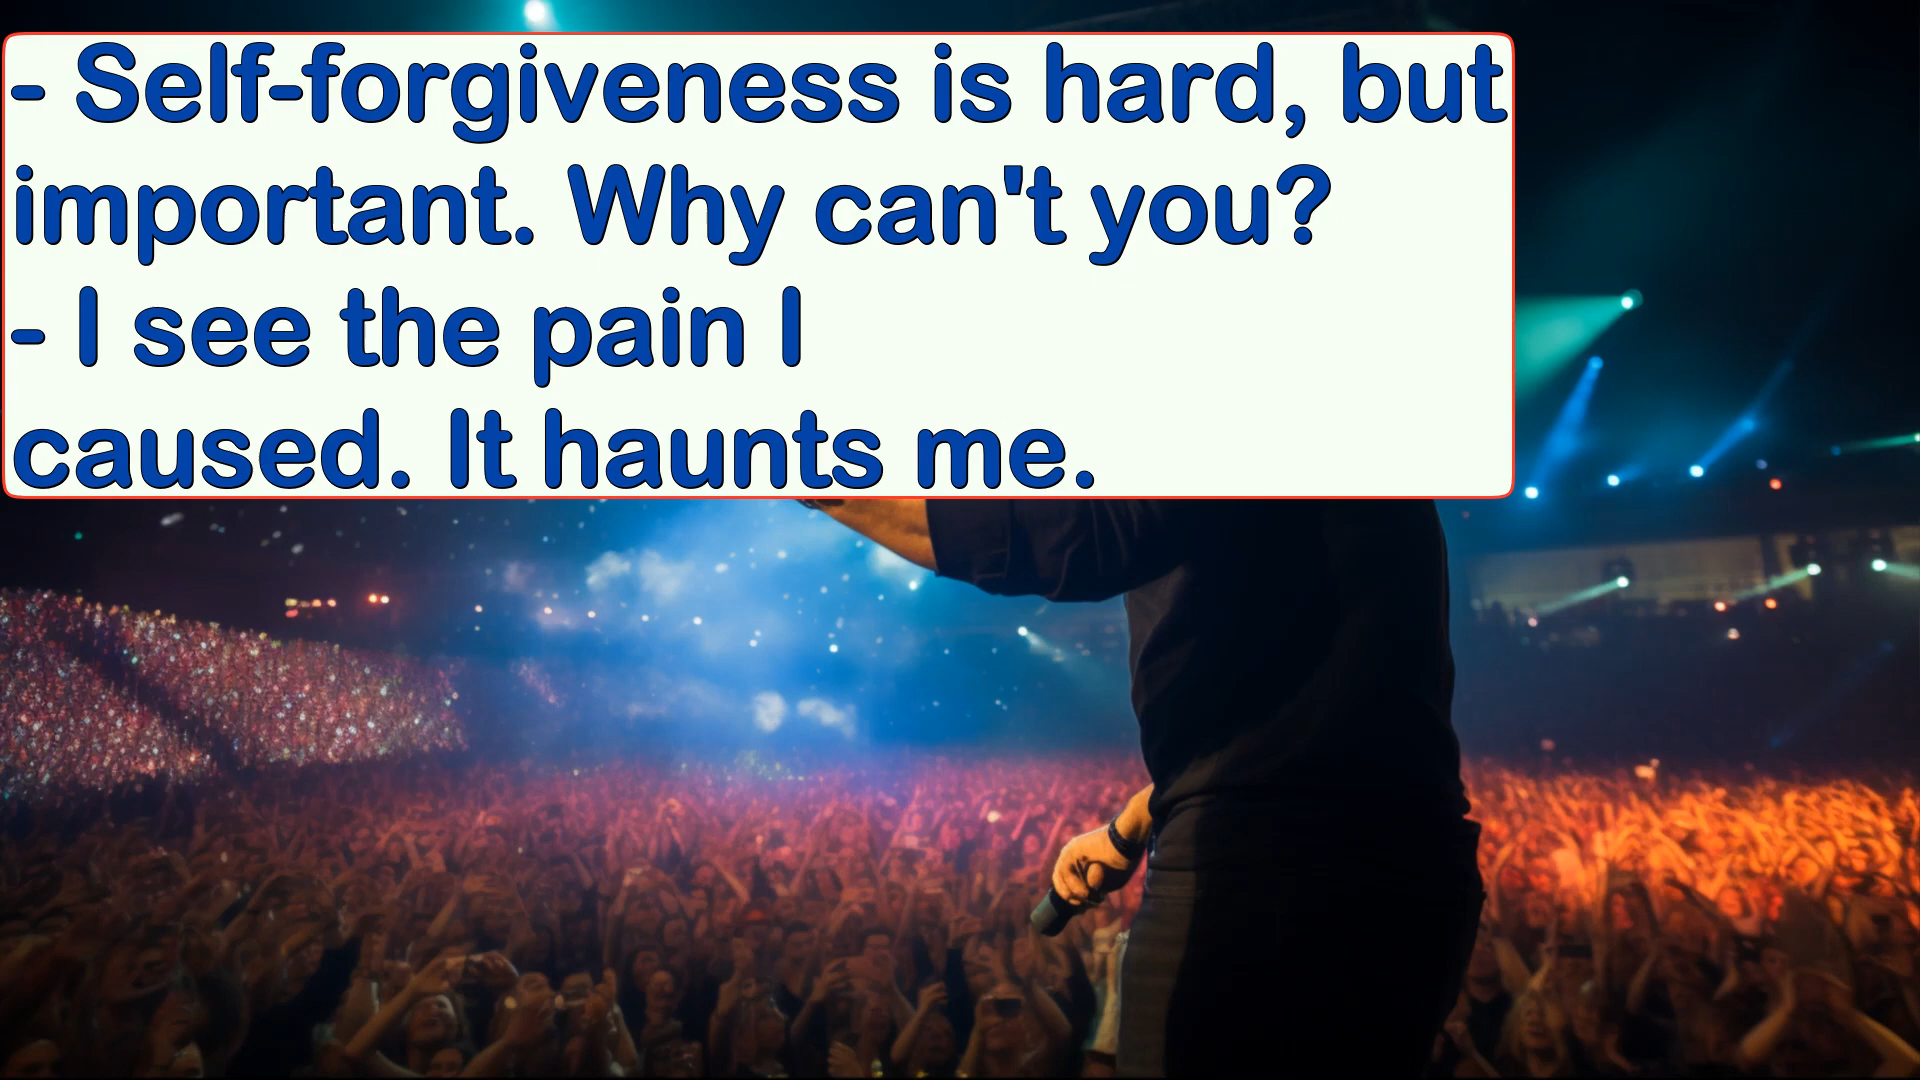 - Self-forgiveness is hard, but
important. Why can't you?
- I see the pain I
caused. It haunts me.